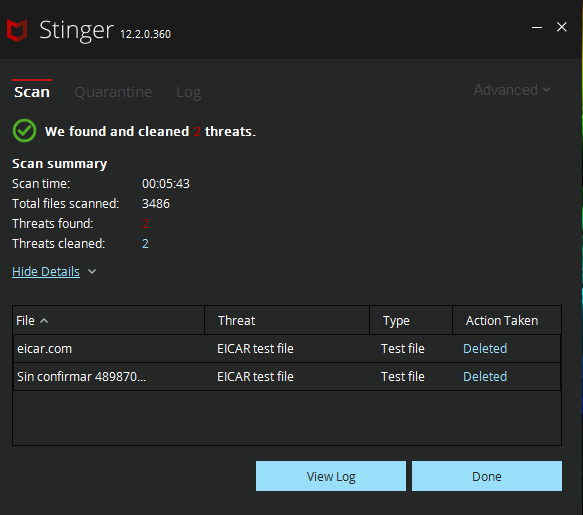 Stinger 12.2.0.360
Scan Quarantine Log Advanced
We found and cleaned 2 threats.
Scan summary
Scan time: 00:05:43
Total files scanned: 3486
Threats found: 2
Threats cleaned: 2
Hide Details
File Threat Type Action Taken
eicar.com EICAR test file Test file Deleted
Sin confirmar 489870... EICAR test file Test file Deleted
View Log Done